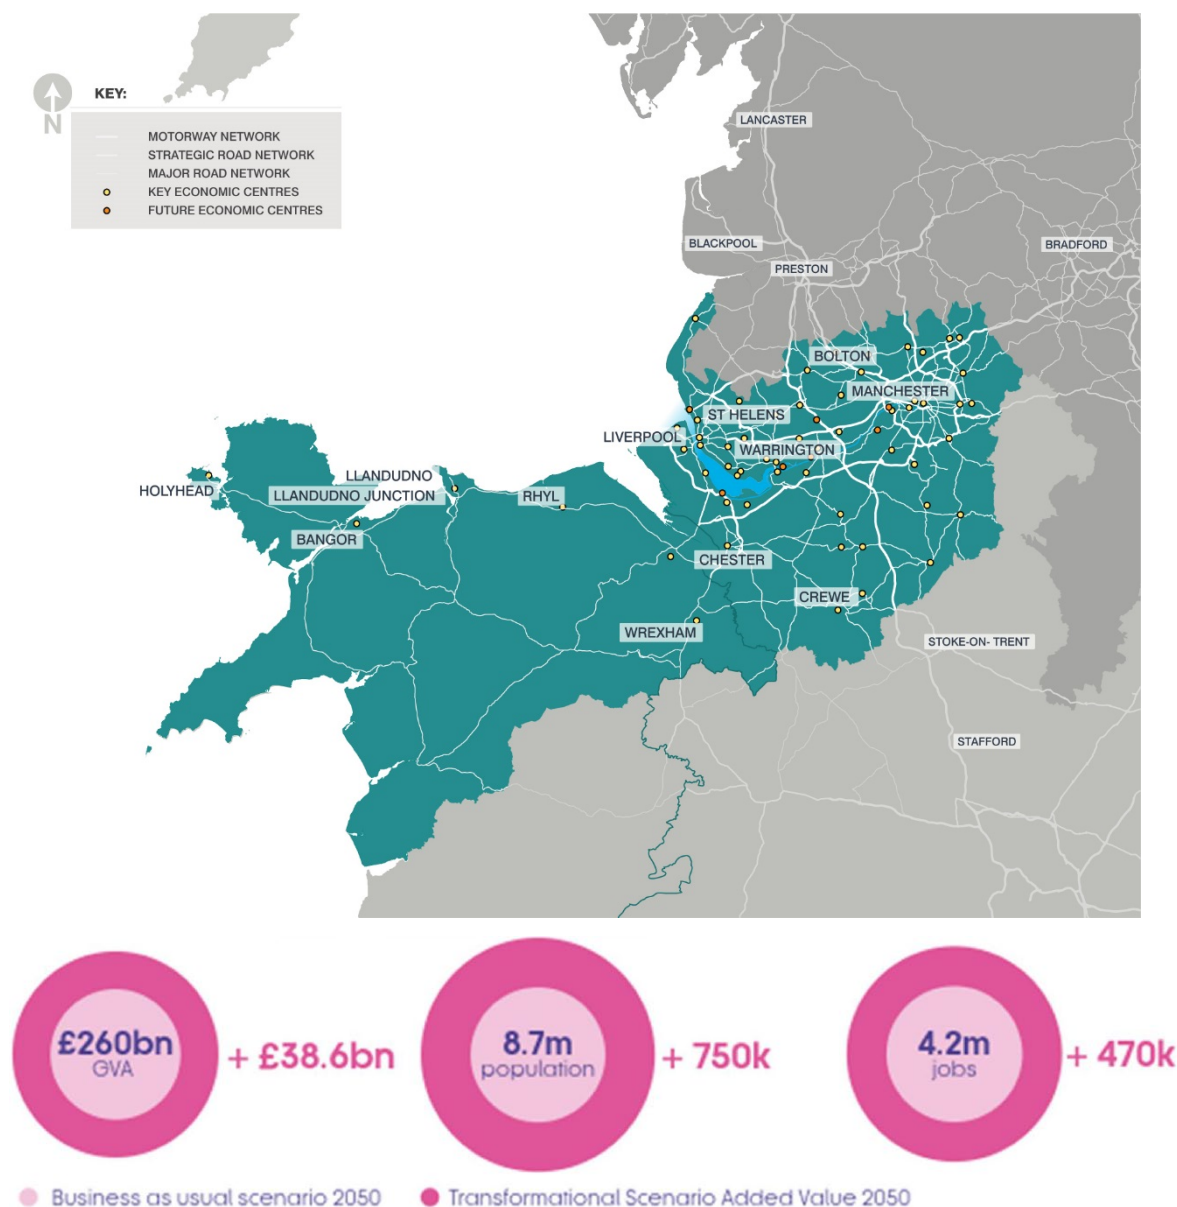 KEY:
N
MOTORWAY NETWORK
STRATEGIC ROAD NETWORK
MAJOR ROAD NETWORK
KEY ECONOMIC CENTRES
FUTURE ECONOMIC CENTRES
LANCASTER
BLACKPOOL
BRADFORD
PRESTON
BOLTON
MANCHESTER
ST HELENS
LIVERPOOL
WARRINGTON
LLANDUDNO
HOLYHEAD
LLANDUDNO JUNCTION
RHYL
BANGOR
CHESTER
CREWE
WREXHAM
STOKE-ON- TRENT
STAFFORD
£260bn
GVA
+ £38.6bn
8.7m
population
+ 750k
4.2m
jobs
+ 470k
Business as usual scenario 2050
Transformational Scenario Added Value 2050